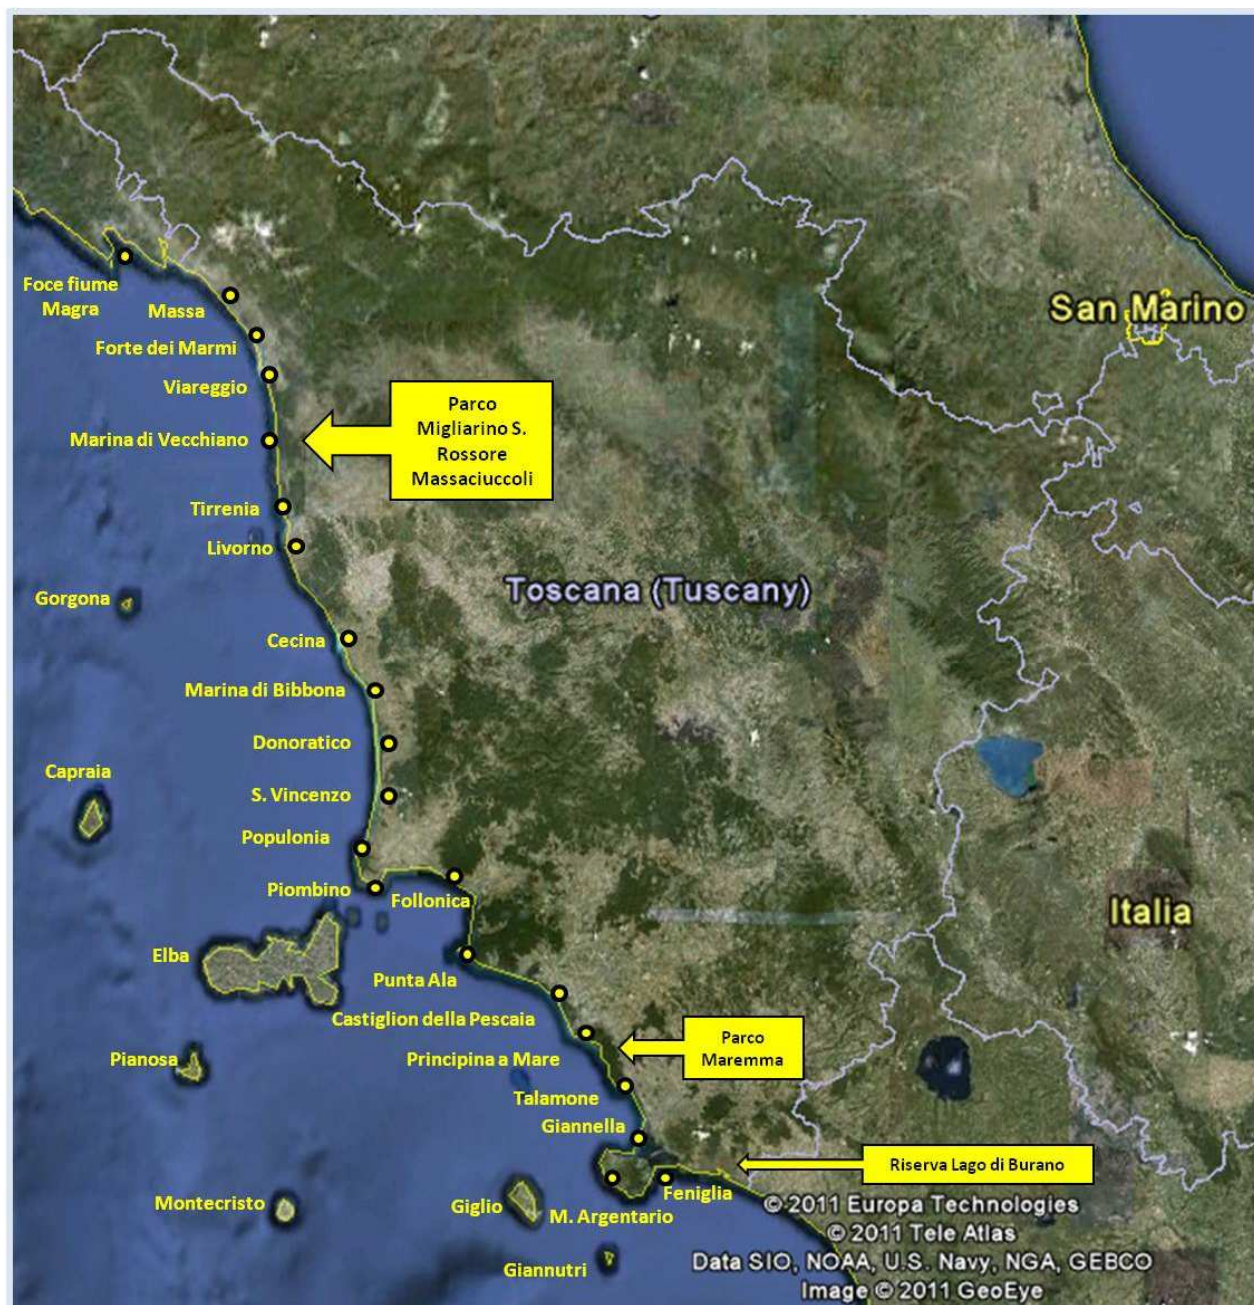 Foce fiume
Magra
Massa
San Marino
Forte dei Marmi
Viareggio
Parco
Migliarino S.
Rossore
Massaciuccoli
Marina di Vecchiano
Tirrenia
Livorno
Gorgona
Toscana (Tuscany)
Cecina
Marina di Bibbona
Donoratico
Capraia
S. Vincenzo
Populonia
Piombino
Follonica
Italia
Elba
Punta Ala
Castiglion della Pescaia
Parco
Maremma
Principina a Mare
Pianosa
Talamone
Giannella
Riserva Lago di Burano
Feniglia
Montecristo
Giglio
M. Argentario
Giannutri
© 2011 Europa Technologies
© 2011 Tele Atlas
Data SIO, NOAA, U.S. Navy, NGA, GEBCO
Image © 2011 GeoEye